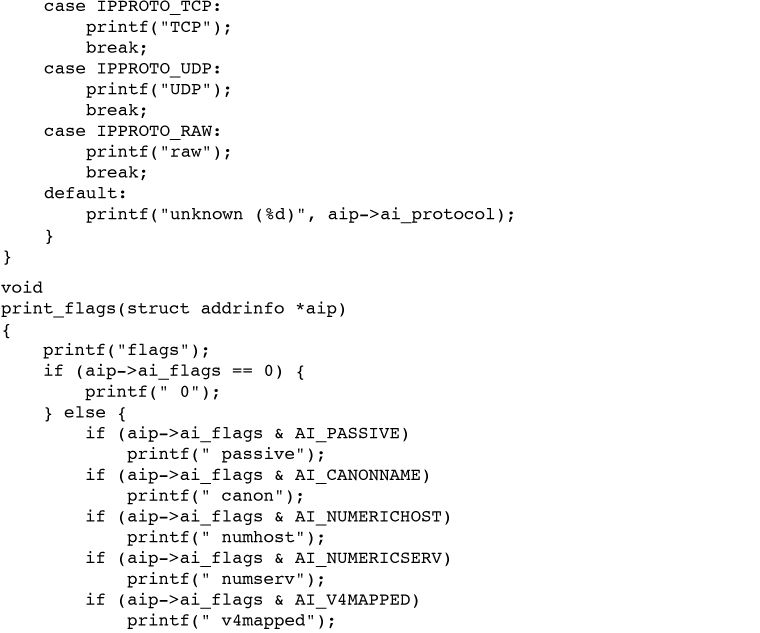 case IPPROTO_TCP:
        printf("TCP");
        break;
    case IPPROTO_UDP:
        printf("UDP");
        break;
    case IPPROTO_RAW:
        printf("raw");
        break;
    default:
        printf("unknown (%d)", aip->ai_protocol);
    }
}
void
print_flags(struct addrinfo *aip)
{
    printf("flags");
    if (aip->ai_flags == 0) {
        printf(" 0");
    } else {
        if (aip->ai_flags & AI_PASSIVE)
            printf(" passive");
        if (aip->ai_flags & AI_CANONNAME)
            printf(" canon");
        if (aip->ai_flags & AI_NUMERICHOST)
            printf(" numhost");
        if (aip->ai_flags & AI_NUMERICSERV)
            printf(" numserv");
        if (aip->ai_flags & AI_V4MAPPED)
            printf(" v4mapped");